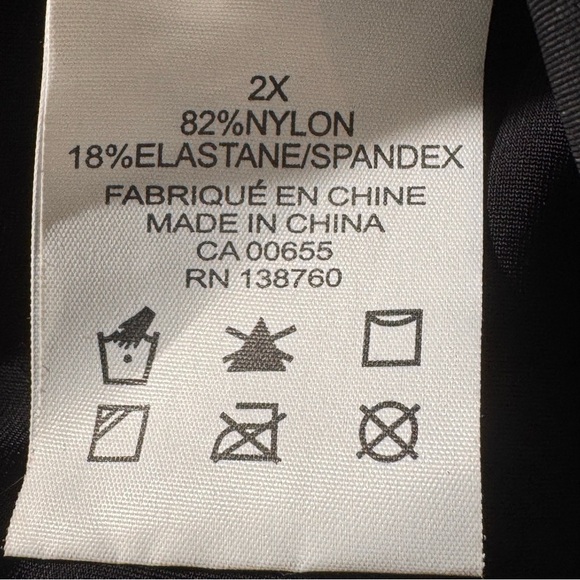 2X
82%NYLON
18%ELASTANE/SPANDEX
FABRIQUÉ EN CHINE
MADE IN CHINA
CA 00655
RN 138760